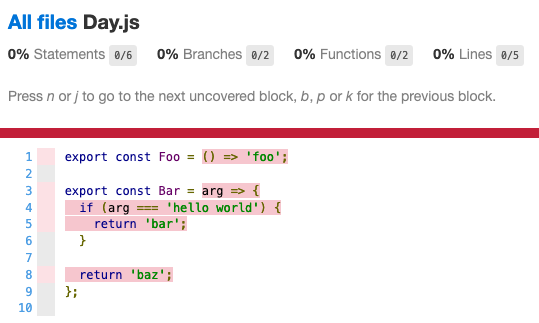 All files Day.js
0% Statements 0/6 0% Branches 0/2 0% Functions 0/2 0% Lines 0/5
Press n or j to go to the next uncovered block, b, p or k for the previous block.
1 export const Foo = () => 'foo';
2
3 export const Bar = arg => {
4   if (arg === 'hello world') {
5     return 'bar';
6   }
7
8   return 'baz';
9 };
10